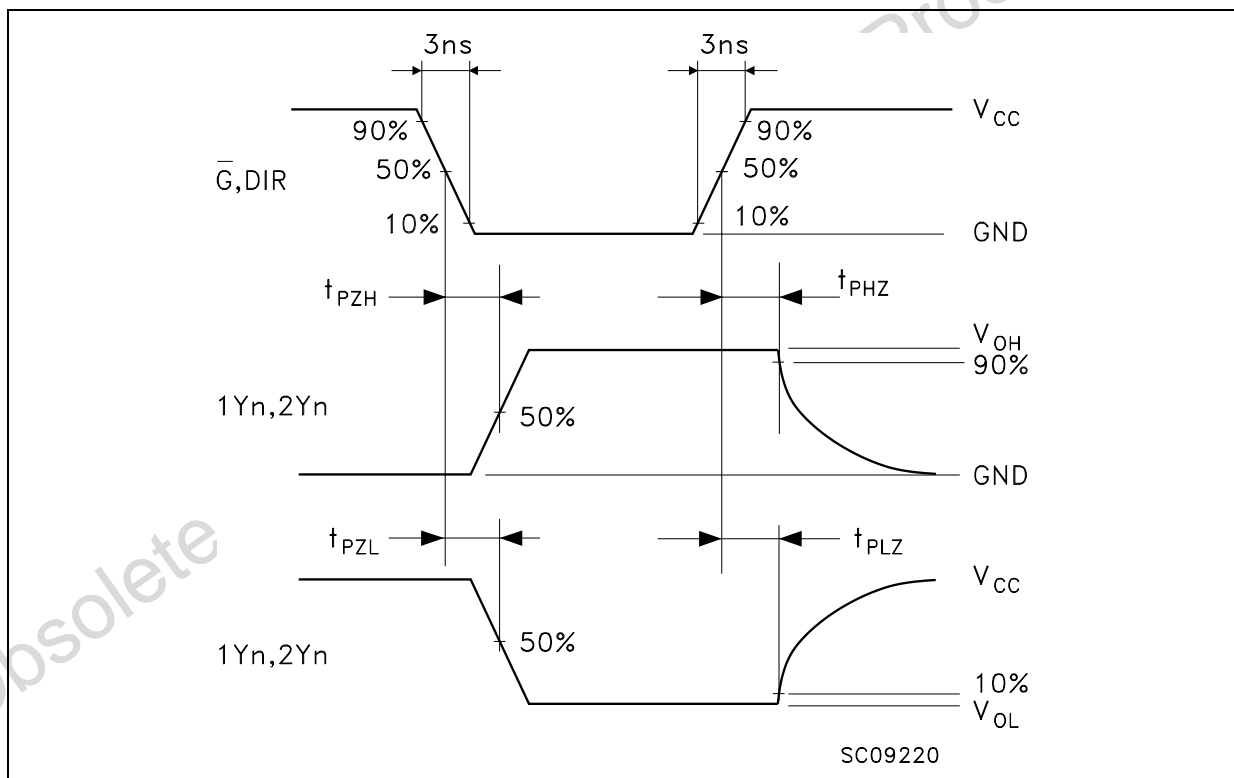 3ns 3ns
V_CC
90% 90%
G̅,DIR 50% 50%
10% 10%
GND
t_PZH t_PHZ
V_OH
90%
1Yn,2Yn 50%
GND
t_PZL t_PLZ
V_CC
1Yn,2Yn 50%
10%
V_OL
SC09220